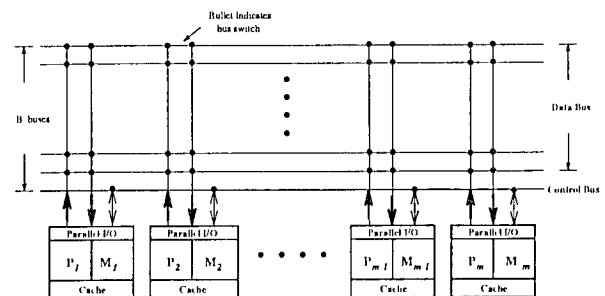 Bullet Indicates
bus switch
B buses
Data Bus
Control Bus
Parallel I/O Parallel I/O Parallel I/O Parallel I/O
P1 M1 P2 M2 Pm-1 Mm-1 Pm Mm
Cache Cache Cache Cache